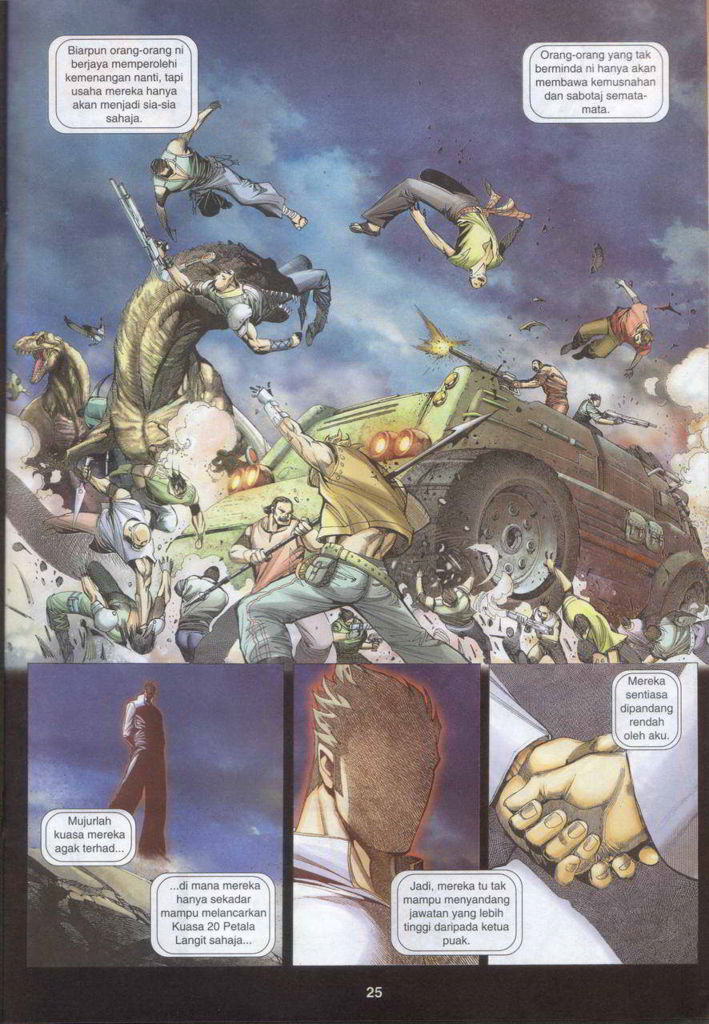 Biarpun orang-orang ni
berjaya memperolehi
kemenangan nanti, tapi
usaha mereka hanya
akan menjadi sia-sia
sahaja.
Orang-orang yang tak
berminda ni hanya akan
membawa kemusnahan
dan sabotaj semata-
mata.
Mujurlah
kuasa mereka
agak terhad...
...di mana mereka
hanya sekadar
mampu melancarkan
Kuasa 20 Petala
Langit sahaja...
Jadi, mereka tu tak
mampu menyandang
jawatan yang lebih
tinggi daripada ketua
puak.
Mereka
sentiasa
dipandang
rendah
oleh aku.
25